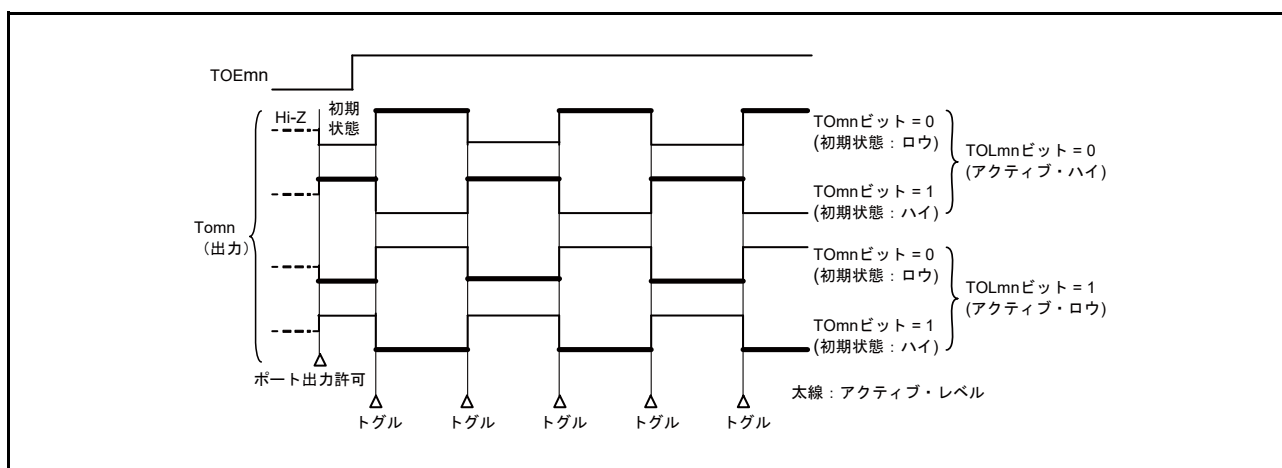 TOEmn
Hi-Z
初期
状態
TOmnビット = 0
(初期状態：ロウ)
TOLmnビット = 0
(アクティブ・ハイ)
TOmnビット = 1
(初期状態：ハイ)
Tomn
（出力）
TOmnビット = 0
(初期状態：ロウ)
TOLmnビット = 1
(アクティブ・ロウ)
TOmnビット = 1
(初期状態：ハイ)
ポート出力許可
太線：アクティブ・レベル
トグル
トグル
トグル
トグル
トグル